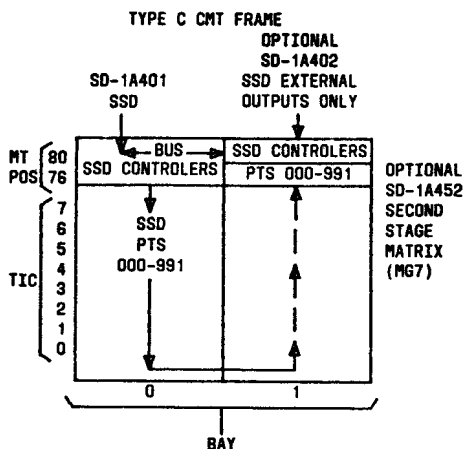 TYPE C CMT FRAME
OPTIONAL
SD-1A402
SSD EXTERNAL
OUTPUTS ONLY
SD-1A401
SSD
MT
POS
80
76
BUS
SSD CONTROLERS
SSD CONTROLERS
PTS 000-991
OPTIONAL
SD-1A452
SECOND
STAGE
MATRIX
(MG7)
TIC
7
6
5
4
3
2
1
0
SSD
PTS
000-991
0
1
BAY